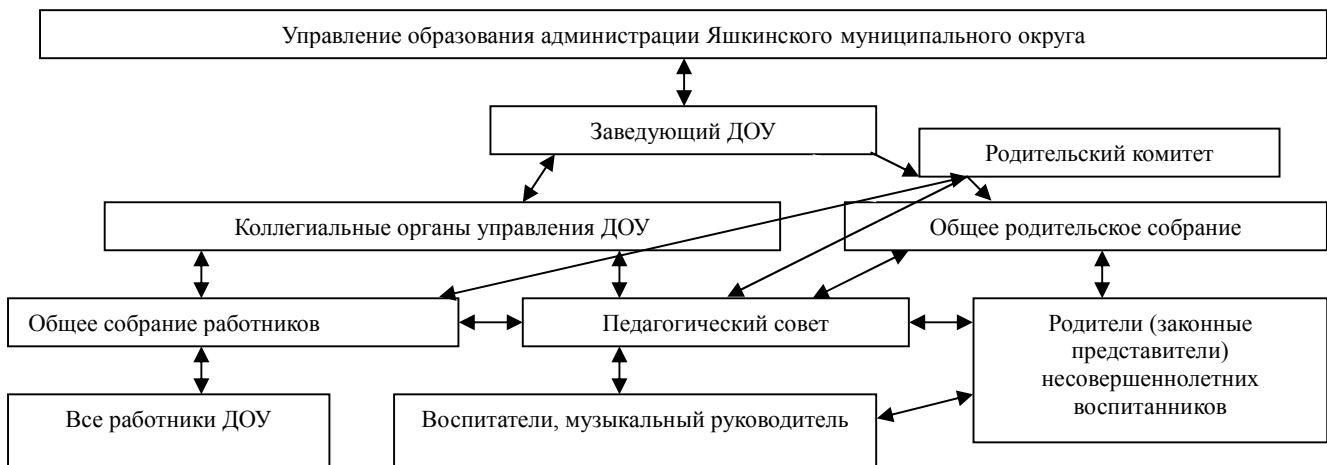 Управление образования администрации Яшкинского муниципального округа
Заведующий ДОУ
Родительский комитет
Коллегиальные органы управления ДОУ
Общее родительское собрание
Общее собрание работников
Педагогический совет
Родители (законные
представители)
несовершеннолетних
воспитанников
Все работники ДОУ
Воспитатели, музыкальный руководитель